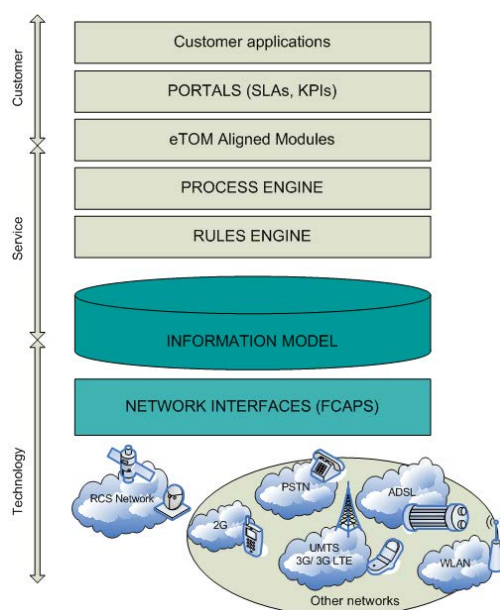 Customer
Service
Technology
Customer applications
PORTALS (SLAs, KPIs)
eTOM Aligned Modules
PROCESS ENGINE
RULES ENGINE
INFORMATION MODEL
NETWORK INTERFACES (FCAPS)
RCS Network
PSTN
ADSL
2G
UMTS
3G/ 3G LTE
WLAN
Other networks